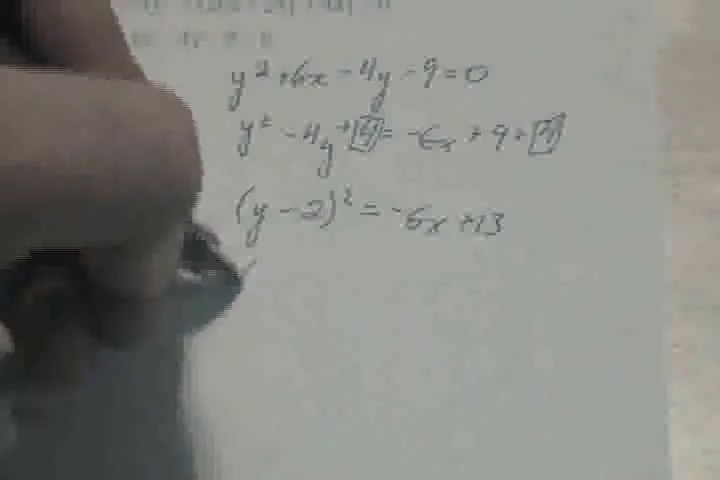 y² + 6x - 4y - 9 = 0
y² - 4y + 4 = -6x + 9 + 4
(y - 2)² = -6x + 13